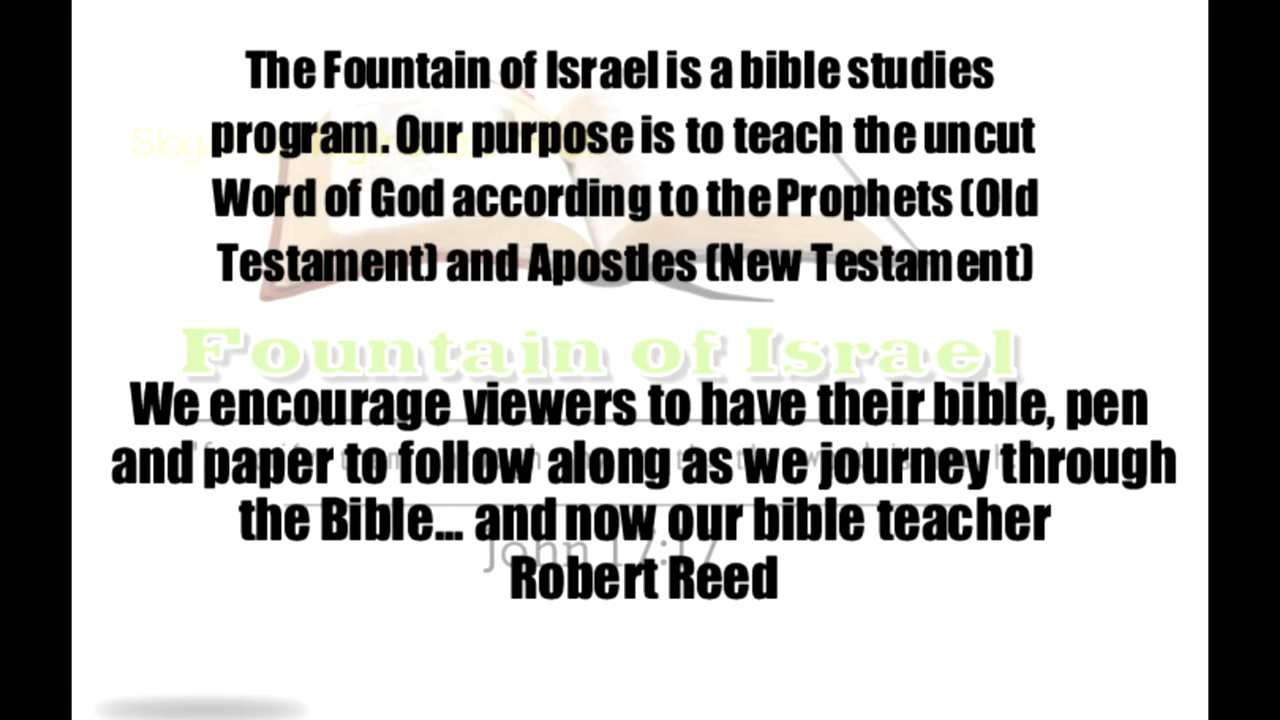 The Fountain of Israel is a bible studies
program. Our purpose is to teach the uncut
Word of God according to the Prophets (Old
Testament) and Apostles (New Testament)
Fountain of Israel
We encourage viewers to have their bible, pen
and paper to follow along as we journey through
the Bible... and now our bible teacher
John 17:17
Robert Reed